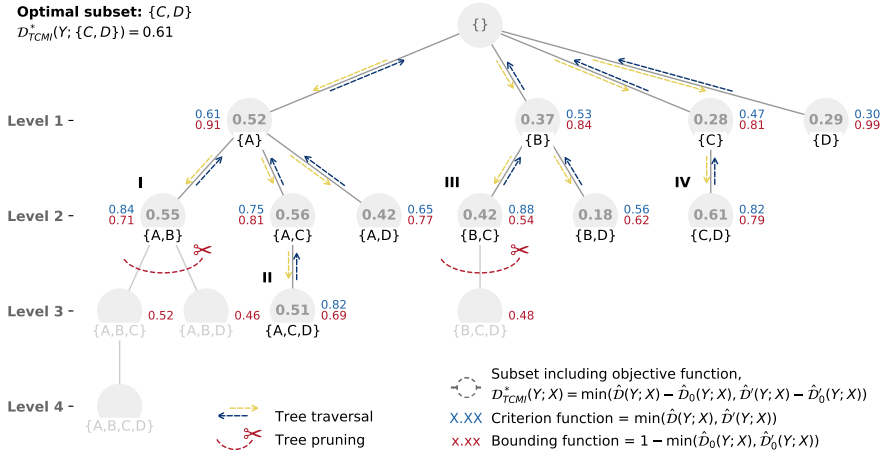 Optimal subset: {C, D}
𝒟*TCMI(Y; {C, D}) = 0.61
{}
Level 1
0.61
0.91
0.52
{A}
0.37
{B}
0.53
0.84
0.28
{C}
0.47
0.81
0.29
{D}
0.30
0.99
I
III
IV
Level 2
0.84
0.71
0.55
{A,B}
0.75
0.81
0.56
{A,C}
0.42
{A,D}
0.65
0.77
0.42
{B,C}
0.88
0.54
0.18
{B,D}
0.56
0.62
0.61
{C,D}
0.82
0.79
II
Level 3
{A,B,C}
0.52
{A,B,D}
0.46
0.51
{A,C,D}
0.82
0.69
{B,C,D}
0.48
Level 4
{A,B,C,D}
Tree traversal
Tree pruning
Subset including objective function,
𝒟*TCMI(Y; X) = min(𝒟̂(Y; X) − 𝒟̂0(Y; X), 𝒟̂′(Y; X) − 𝒟̂′0(Y; X))
X.XX Criterion function = min(𝒟̂(Y; X), 𝒟̂′(Y; X))
x.xx Bounding function = 1 − min(𝒟̂0(Y; X), 𝒟̂′0(Y; X))